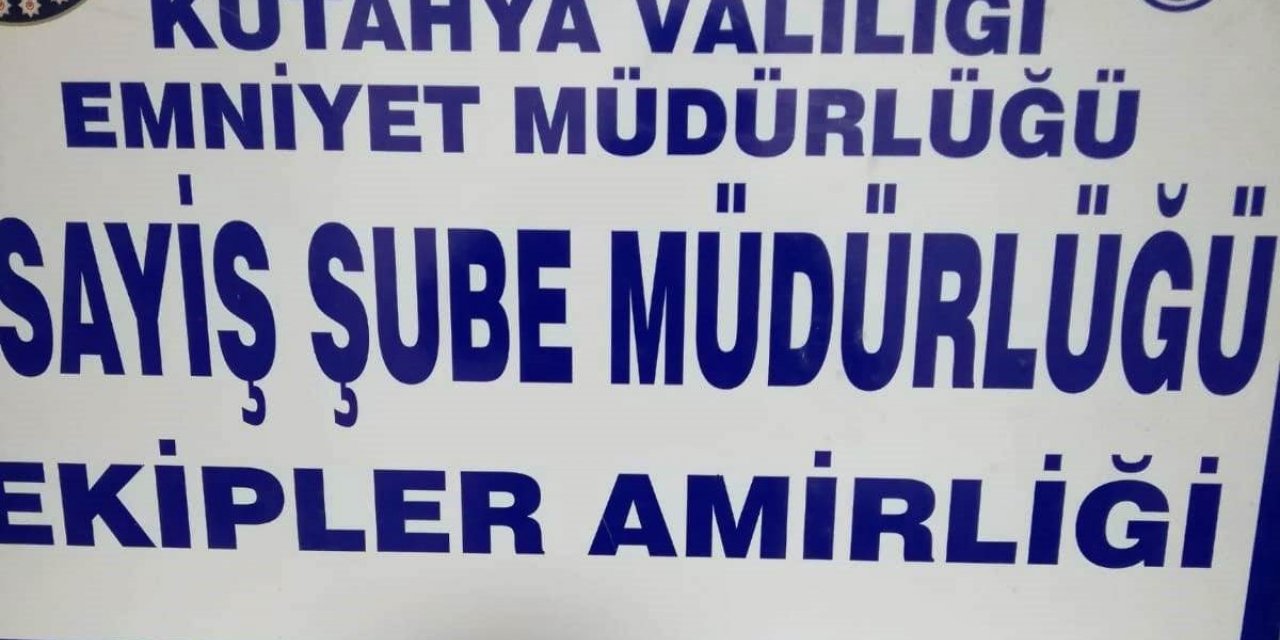 KÜTAHYA VALİLİĞİ
EMNİYET MÜDÜRLÜĞÜ
SAYİŞ ŞUBE MÜDÜRLÜĞÜ
EKİPLER AMİRLİĞİ